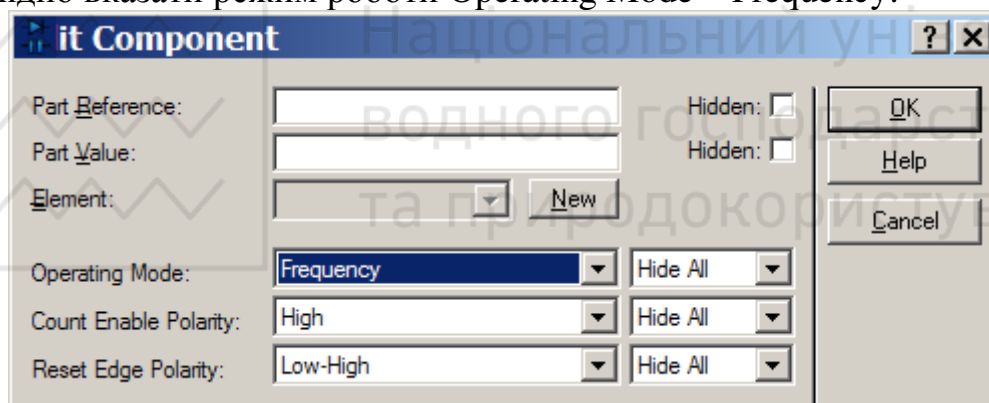 вказати режим роботи Operating Mode – Frequency.
it Component
Національний уні
Part Reference:
Hidden:
OK
водного господарст
Part Value:
Hidden:
Help
Element:
New
та природокористув
Cancel
Operating Mode:
Frequency
Hide All
Count Enable Polarity:
High
Hide All
Reset Edge Polarity:
Low-High
Hide All